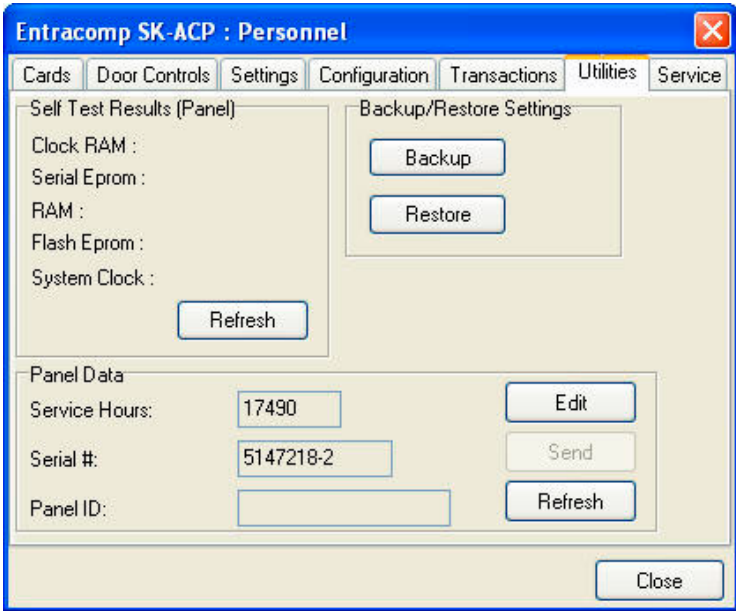 Entracomp SK-ACP : Personnel
Cards Door Controls Settings Configuration Transactions Utilities Service
Self Test Results (Panel)
Clock RAM :
Serial Eprom :
RAM :
Flash Eprom :
System Clock :
Refresh
Backup/Restore Settings
Backup
Restore
Panel Data
Service Hours: 17490 Edit
Serial #: 5147218-2 Send
Panel ID: Refresh
Close